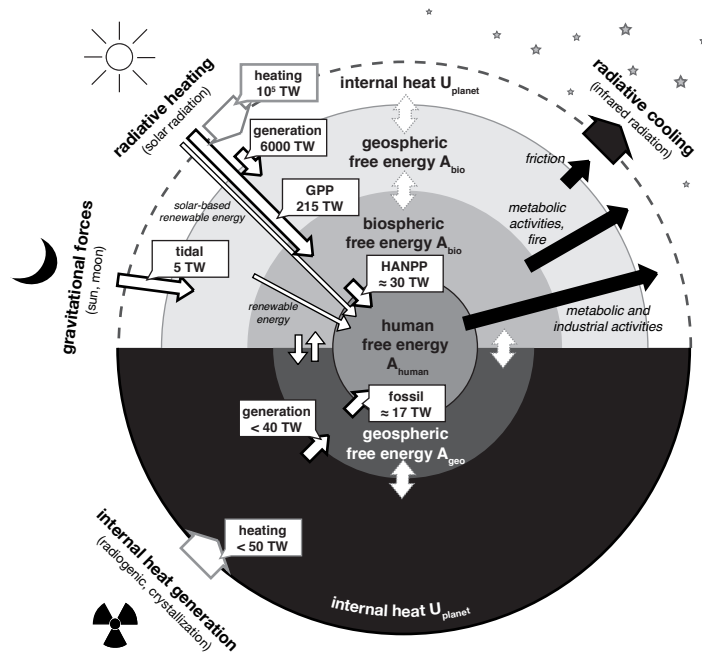 radiative heating
(solar radiation)
heating
10⁵ TW
internal heat U_planet
radiative cooling
(infrared radiation)
generation
6000 TW
geospheric
free energy A_bio
friction
GPP
215 TW
solar-based
renewable energy
metabolic
activities,
fire
biospheric
free energy A_bio
gravitational forces
(sun, moon)
tidal
5 TW
HANPP
≈ 30 TW
renewable
energy
metabolic and
industrial activities
human
free energy
A_human
fossil
≈ 17 TW
generation
< 40 TW
geospheric
free energy A_geo
internal heat generation
(radiogenic, crystallization)
heating
< 50 TW
internal heat U_planet